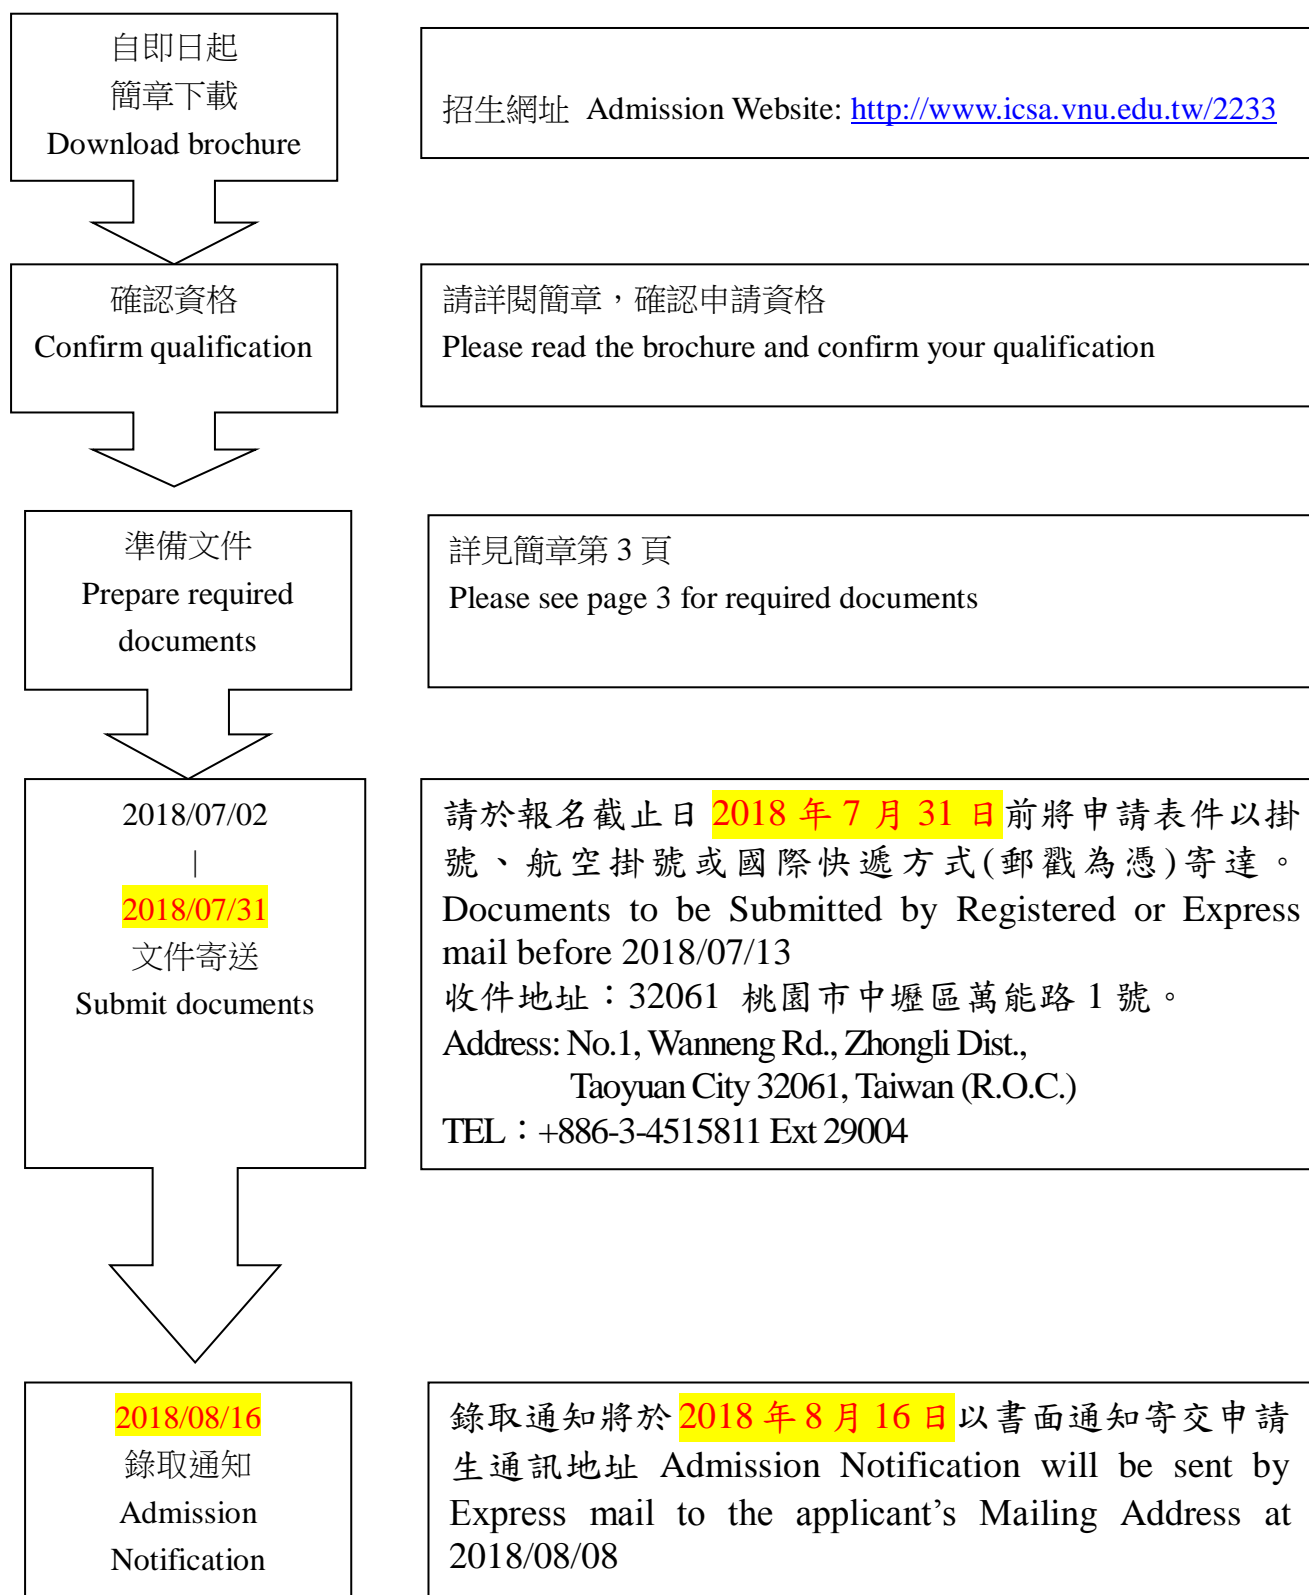 自即日起
簡章下載
Download brochure
招生網址 Admission Website: http://www.icsa.vnu.edu.tw/2233
確認資格
Confirm qualification
請詳閱簡章，確認申請資格
Please read the brochure and confirm your qualification
準備文件
Prepare required
documents
詳見簡章第 3 頁
Please see page 3 for required documents
2018/07/02
|
2018/07/31
文件寄送
Submit documents
請於報名截止日 2018 年 7 月 31 日前將申請表件以掛
號、航空掛號或國際快遞方式(郵戳為憑)寄達。
Documents to be Submitted by Registered or Express
mail before 2018/07/13
收件地址：32061 桃園市中壢區萬能路 1 號。
Address: No.1, Wanneng Rd., Zhongli Dist.,
Taoyuan City 32061, Taiwan (R.O.C.)
TEL：+886-3-4515811 Ext 29004
2018/08/16
錄取通知
Admission
Notification
錄取通知將於 2018 年 8 月 16 日以書面通知寄交申請
生通訊地址 Admission Notification will be sent by
Express mail to the applicant’s Mailing Address at
2018/08/08